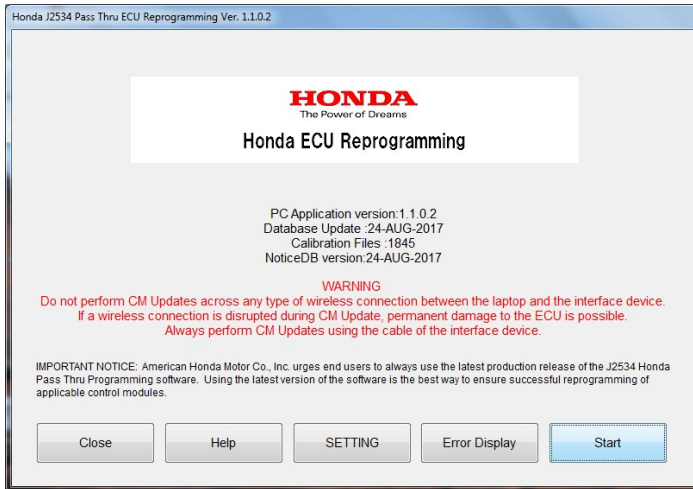 Honda J2534 Pass Thru ECU Reprogramming Ver. 1.1.0.2
HONDA
The Power of Dreams
Honda ECU Reprogramming
PC Application version:1.1.0.2
Database Update :24-AUG-2017
Calibration Files :1845
NoticeDB version:24-AUG-2017
WARNING
Do not perform CM Updates across any type of wireless connection between the laptop and the interface device.
If a wireless connection is disrupted during CM Update, permanent damage to the ECU is possible.
Always perform CM Updates using the cable of the interface device.
IMPORTANT NOTICE: American Honda Motor Co., Inc. urges end users to always use the latest production release of the J2534 Honda
Pass Thru Programming software. Using the latest version of the software is the best way to ensure successful reprogramming of
applicable control modules.
Close
Help
SETTING
Error Display
Start